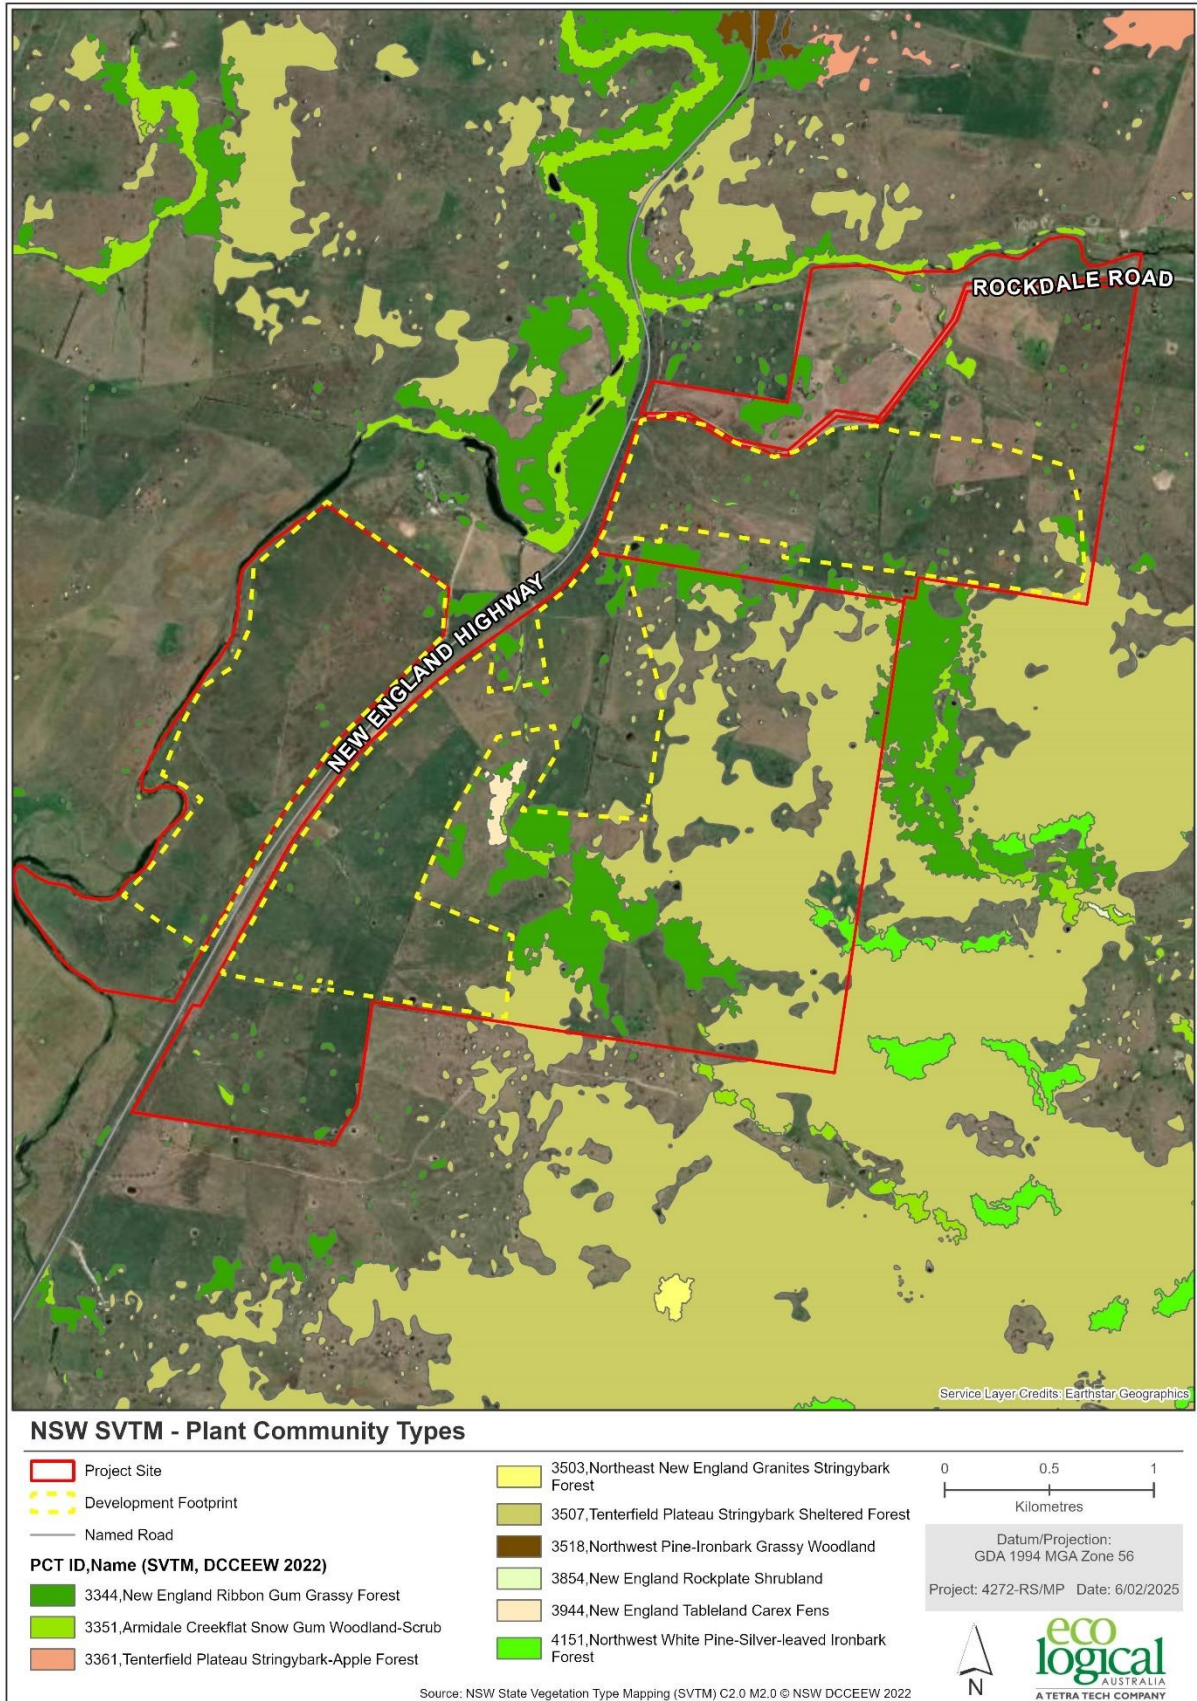 ROCKDALE ROAD
NEW ENGLAND HIGHWAY
Service Layer Credits: Earthstar Geographics
NSW SVTM - Plant Community Types
Project Site
Development Footprint
Named Road
PCT ID,Name (SVTM, DCCEEW 2022)
3344,New England Ribbon Gum Grassy Forest
3351,Armidale Creekflat Snow Gum Woodland-Scrub
3361,Tenterfield Plateau Stringybark-Apple Forest
3503,Northeast New England Granites Stringybark
Forest
3507,Tenterfield Plateau Stringybark Sheltered Forest
3518,Northwest Pine-Ironbark Grassy Woodland
3854,New England Rockplate Shrubland
3944,New England Tableland Carex Fens
4151,Northwest White Pine-Silver-leaved Ironbark
Forest
0 0.5 1
Kilometres
Datum/Projection:
GDA 1994 MGA Zone 56
Project: 4272-RS/MP Date: 6/02/2025
N
eco
logical
AUSTRALIA
A TETRA TECH COMPANY
Source: NSW State Vegetation Type Mapping (SVTM) C2.0 M2.0 © NSW DCCEEW 2022